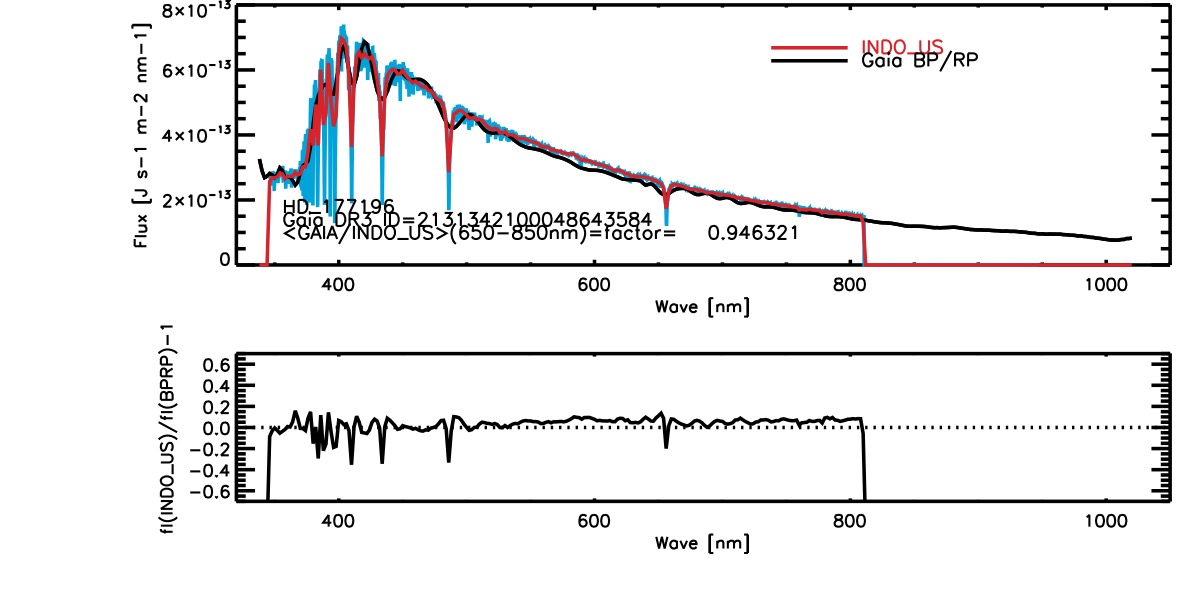 8×10⁻¹³
6×10⁻¹³
4×10⁻¹³
2×10⁻¹³
0
Flux [J s−1 m−2 nm−1]
INDO_US
Gaia BP/RP
HD_177196
Gaia DR3_ID=2131342100048643584
<GAIA/INDO_US>(650−850nm)=factor= 0.946321
400 600 800 1000
Wave [nm]
fl(INDO_US)/fl(BPRP)−1
0.6
0.4
0.2
0.0
−0.2
−0.4
−0.6
400 600 800 1000
Wave [nm]